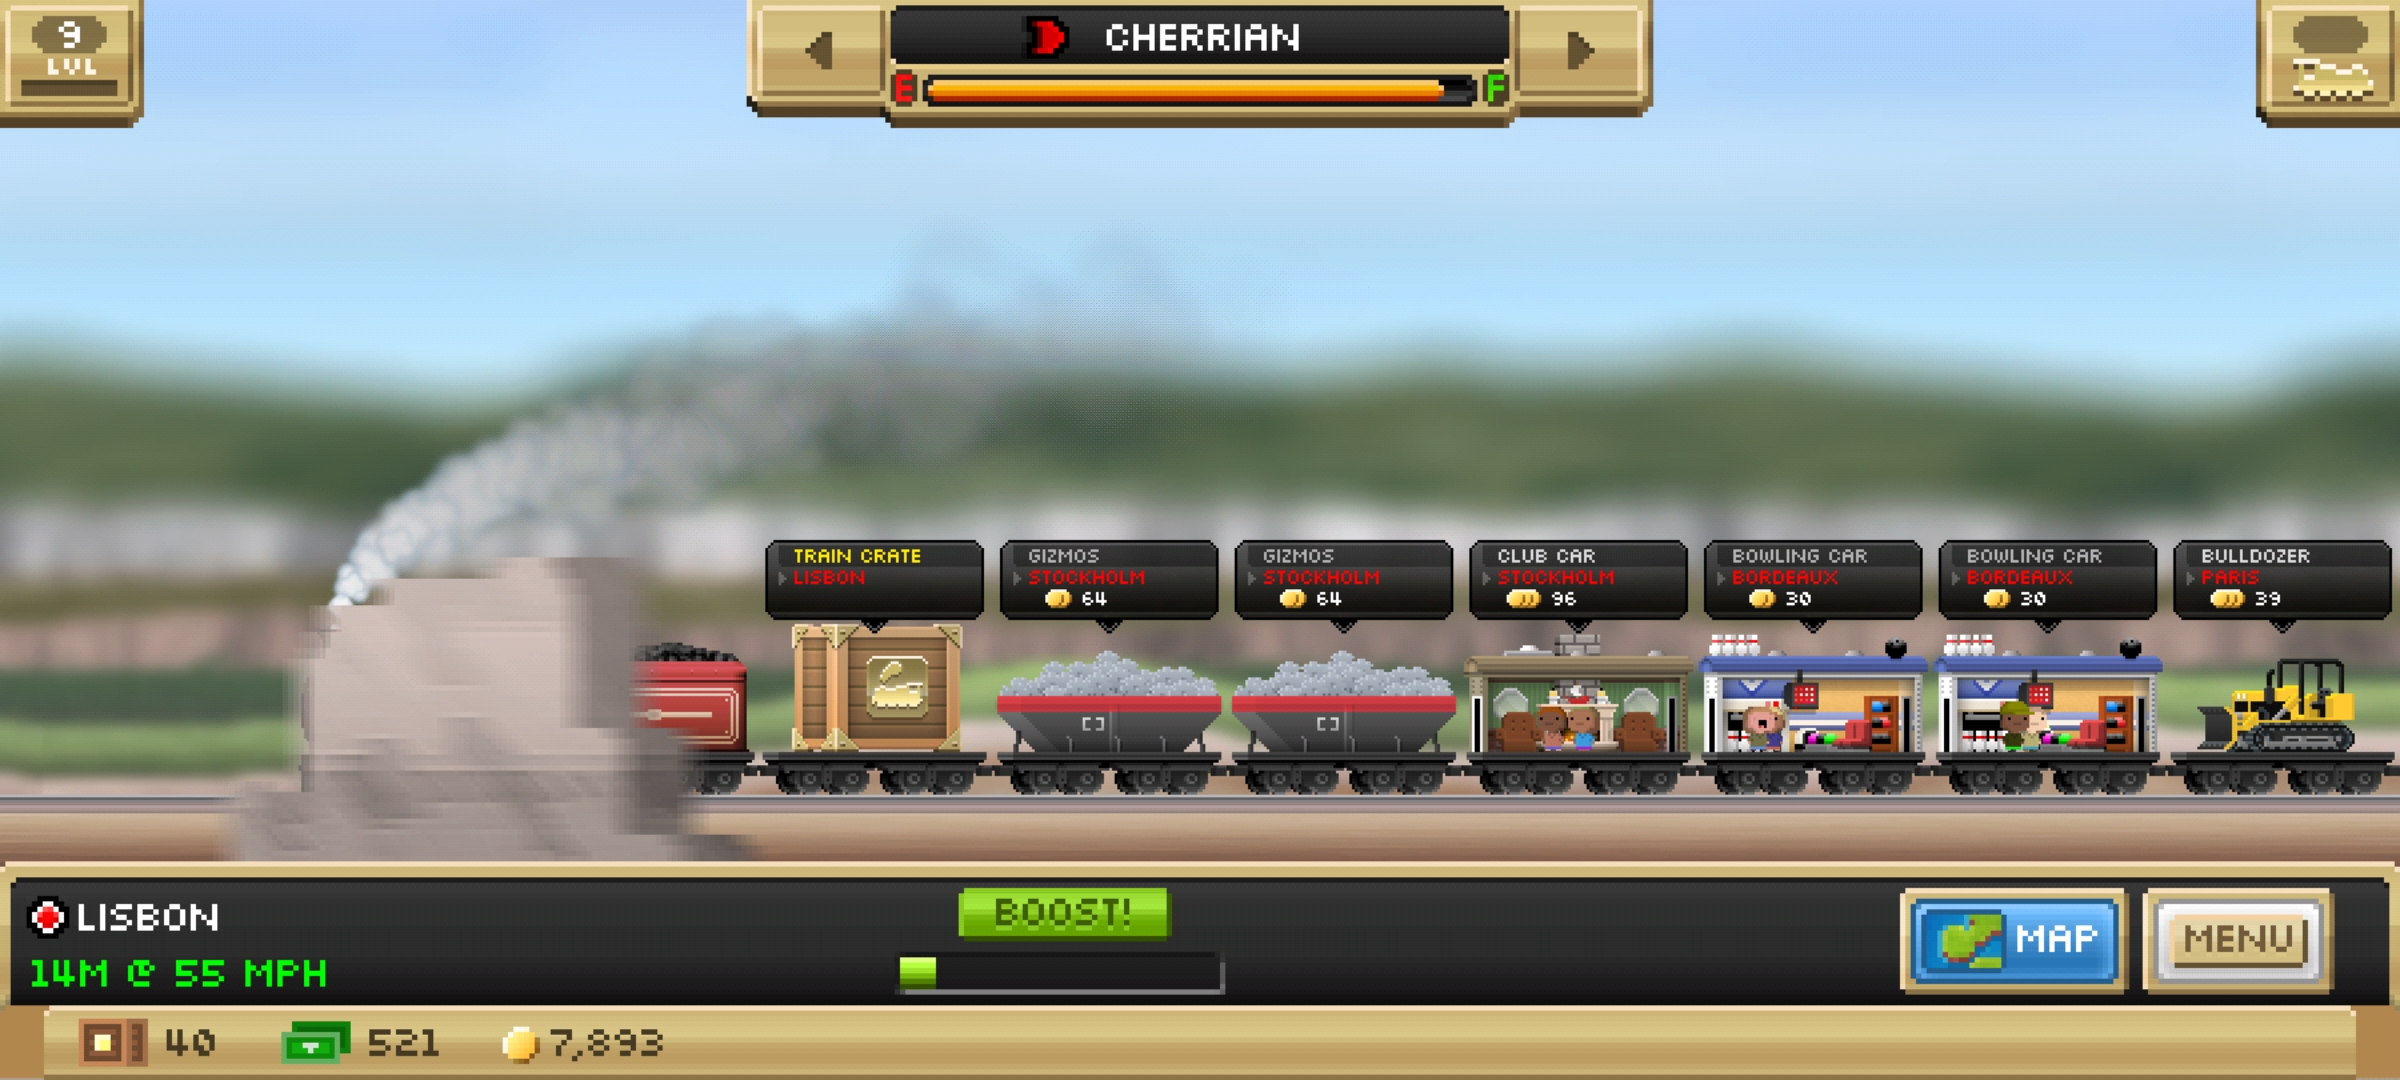 9
LVL
CHERRIAN
E F
TRAIN CRATE
LISBON
GIZMOS
STOCKHOLM
64
GIZMOS
STOCKHOLM
64
CLUB CAR
STOCKHOLM
96
BOWLING CAR
BORDEAUX
30
BOWLING CAR
BORDEAUX
30
BULLDOZER
PARIS
39
LISBON
14M @ 55 MPH
BOOST!
MAP
MENU
40
521
7,893